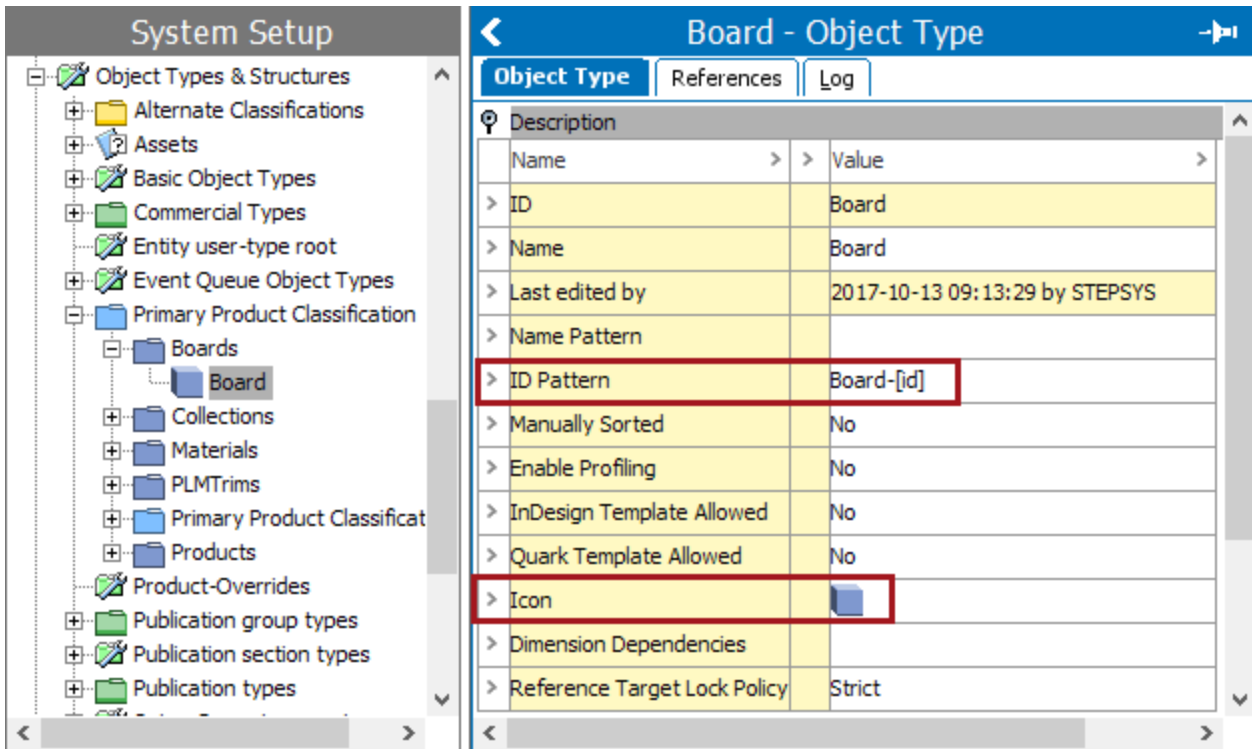 System Setup
Object Types & Structures
Alternate Classifications
Assets
Basic Object Types
Commercial Types
Entity user-type root
Event Queue Object Types
Primary Product Classification
Boards
Board
Collections
Materials
PLMTrims
Primary Product Classificat
Products
Product-Overrides
Publication group types
Publication section types
Publication types
Board - Object Type
Object Type References Log
Description
Name > > Value >
> ID Board
> Name Board
> Last edited by 2017-10-13 09:13:29 by STEPSYS
> Name Pattern
> ID Pattern Board-[id]
> Manually Sorted No
> Enable Profiling No
> InDesign Template Allowed No
> Quark Template Allowed No
> Icon
> Dimension Dependencies
> Reference Target Lock Policy Strict